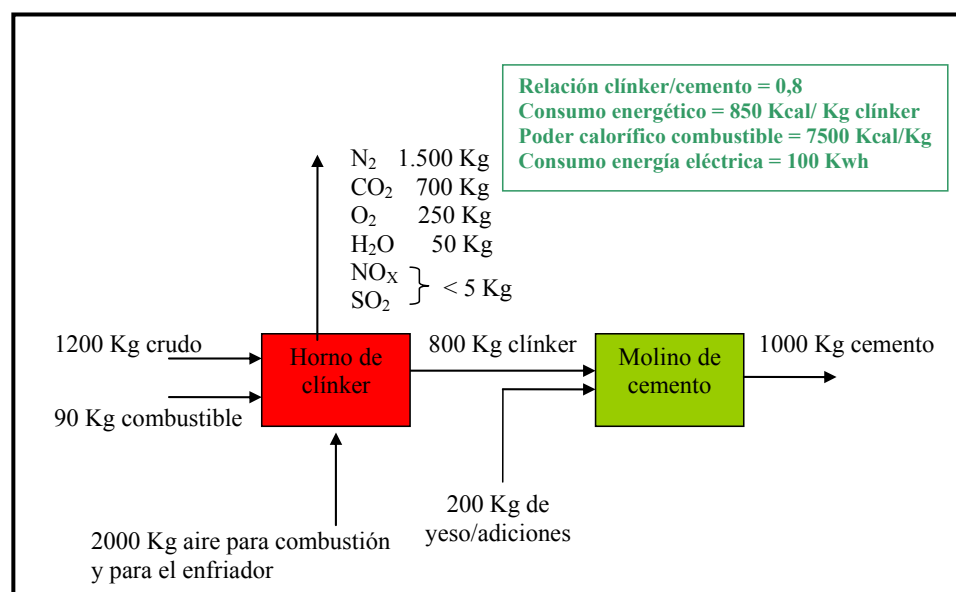 Relación clínker/cemento = 0,8
Consumo energético = 850 Kcal/ Kg clínker
Poder calorífico combustible = 7500 Kcal/Kg
Consumo energía eléctrica = 100 Kwh
N₂ 1.500 Kg
CO₂ 700 Kg
O₂ 250 Kg
H₂O 50 Kg
NOX
SO₂
< 5 Kg
1200 Kg crudo
90 Kg combustible
Horno de
clínker
800 Kg clínker
Molino de
cemento
1000 Kg cemento
2000 Kg aire para combustión
y para el enfriador
200 Kg de
yeso/adiciones